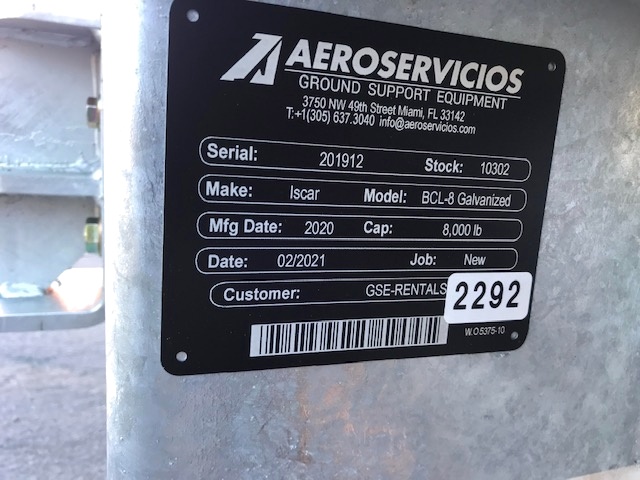 AEROSERVICIOS
GROUND SUPPORT EQUIPMENT
3750 NW 49th Street Miami, FL 33142
T:+1(305) 637.3040 info@aeroservicios.com
Serial: 201912 Stock: 10302
Make: Iscar Model: BCL-8 Galvanized
Mfg Date: 2020 Cap: 8,000 lb
Date: 02/2021 Job: New
Customer: GSE-RENTALS
2292
W.O5375-10